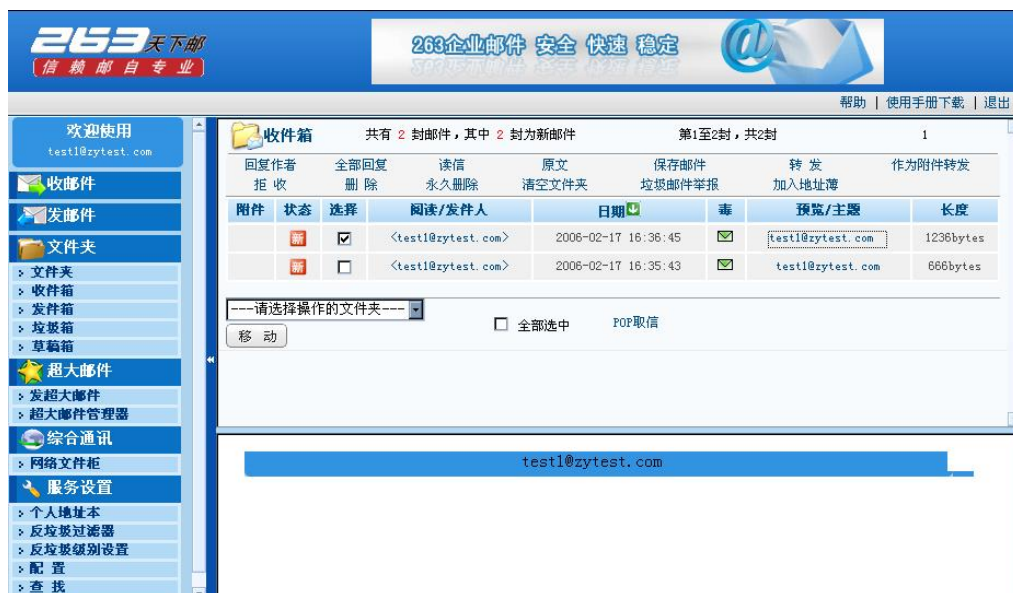 263天下邮
信赖邮自专业
263企业邮件 安全 快速 稳定
帮助 | 使用手册下载 | 退出
欢迎使用
test1@zytest.com
收邮件
发邮件
文件夹
文件夹
收件箱
发件箱
垃圾箱
草稿箱
超大邮件
发超大邮件
超大邮件管理器
综合通讯
网络文件柜
服务设置
个人地址本
反垃圾过滤器
反垃圾级别设置
配 置
查 找
收件箱 共有 2 封邮件，其中 2 封为新邮件 第1至2封，共2封 1
回复作者 全部回复 读信 原文 保存邮件 转 发 作为附件转发
拒 收 删 除 永久删除 清空文件夹 垃圾邮件举报 加入地址薄
附件 状态 选择 阅读/发件人 日期 毒 预览/主题 长度
新 <test1@zytest.com> 2006-02-17 16:36:45 test1@zytest.com 1236bytes
新 <test1@zytest.com> 2006-02-17 16:35:43 test1@zytest.com 666bytes
---请选择操作的文件夹---
全部选中 POP取信
移 动
test1@zytest.com